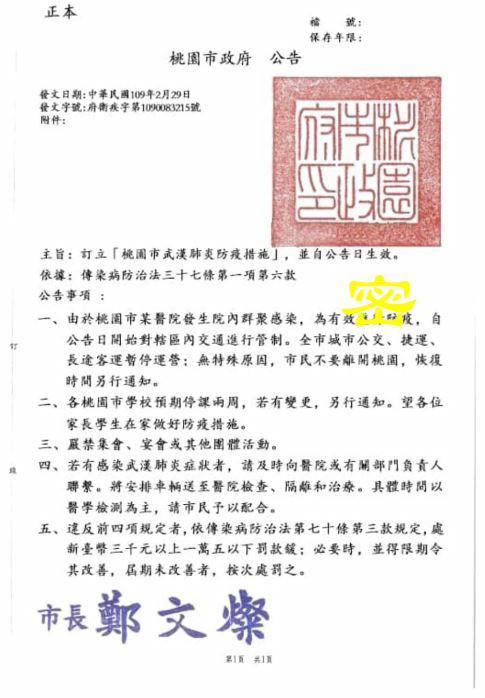 正本
檔　　號：
保存年限：
桃園市政府　公告
發文日期：中華民國109年2月29日
發文字號：府衛疾字第1090083215號
附件：
桃園市政府印
主旨：訂立「桃園市武漢肺炎防疫措施」，並自公告日生效。
依據：傳染病防治法三十七條第一項第六款
密
公告事項：
一、由於桃園市某醫院發生院內群聚感染，為有效 防疫，自
公告日開始對轄區內交通進行管制。全市城市公交、捷運、
長途客運暫停運營；無特殊原因，市民不要離開桃園，恢復
時間另行通知。
訂
二、各桃園市學校預期停課兩周，若有變更，另行通知。望各位
家長學生在家做好防疫措施。
三、嚴禁集會、宴會或其他團體活動。
四、若有感染武漢肺炎症狀者，請及時向醫院或有關部門負責人
線
聯繫。將安排車輛送至醫院檢查、隔離和治療。具體時間以
醫學檢測為主，請市民予以配合。
五、違反前四項規定者，依傳染病防治法第七十條第三款規定，處
新臺幣三千元以上一萬五以下罰款鍰；必要時，並得限期令
其改善，屆期未改善者，按次處罰之。
市長 鄭文燦
第1頁　共1頁